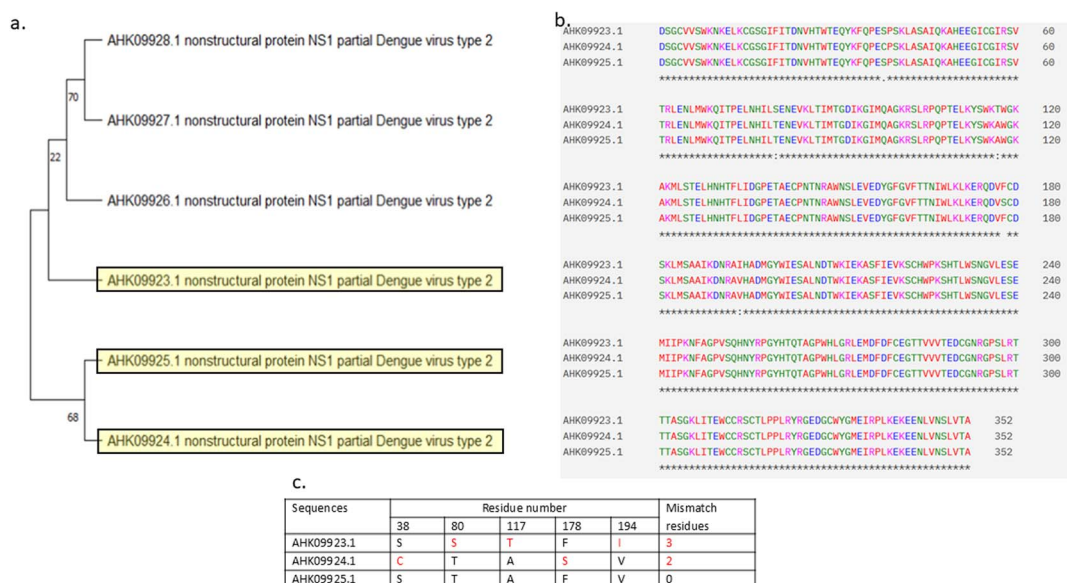 a.
AHK09928.1 nonstructural protein NS1 partial Dengue virus type 2
70
AHK09927.1 nonstructural protein NS1 partial Dengue virus type 2
22
AHK09926.1 nonstructural protein NS1 partial Dengue virus type 2
AHK09923.1 nonstructural protein NS1 partial Dengue virus type 2
AHK09925.1 nonstructural protein NS1 partial Dengue virus type 2
68
AHK09924.1 nonstructural protein NS1 partial Dengue virus type 2
b.
AHK09923.1 DSGCVVSWKNKELKCGSGIFITDNVHTWTEQYKFQPESPSKLASAIQKAHEEGICGIRSV 60
AHK09924.1 DSGCVVSWKNKELKCGSGIFITDNVHTWTEQYKFQPECPSKLASAIQKAHEEGICGIRSV 60
AHK09925.1 DSGCVVSWKNKELKCGSGIFITDNVHTWTEQYKFQPESPSKLASAIQKAHEEGICGIRSV 60
*************************************.**********************
AHK09923.1 TRLENLMWKQITPELNHILSENEVKLTIMTGDIKGIMQAGKRSLRPQPTELKYSWKTWGK 120
AHK09924.1 TRLENLMWKQITPELNHILTENEVKLTIMTGDIKGIMQAGKRSLRPQPTELKYSWKAWGK 120
AHK09925.1 TRLENLMWKQITPELNHILTENEVKLTIMTGDIKGIMQAGKRSLRPQPTELKYSWKAWGK 120
*******************:************************************:***
AHK09923.1 AKMLSTELHNHTFLIDGPETAECPNTNRAWNSLEVEDYGFGVFTTNIWLKLKERQDVFCD 180
AHK09924.1 AKMLSTELHNHTFLIDGPETAECPNTNRAWNSLEVEDYGFGVFTTNIWLKLKERQDVSCD 180
AHK09925.1 AKMLSTELHNHTFLIDGPETAECPNTNRAWNSLEVEDYGFGVFTTNIWLKLKERQDVFCD 180
********************************************************* **
AHK09923.1 SKLMSAAIKDNRAIHADMGYWIESALNDTWKIEKASFIEVKSCHWPKSHTLWSNGVLESE 240
AHK09924.1 SKLMSAAIKDNRAVHADMGYWIESALNDTWKIEKASFIEVKSCHWPKSHTLWSNGVLESE 240
AHK09925.1 SKLMSAAIKDNRAVHADMGYWIESALNDTWKIEKASFIEVKSCHWPKSHTLWSNGVLESE 240
*************:**********************************************
AHK09923.1 MIIPKNFAGPVSQHNYRPGYHTQTAGPWHLGRLEMDFDFCEGTTVVVTEDCGNRGPSLRT 300
AHK09924.1 MIIPKNFAGPVSQHNYRPGYHTQTAGPWHLGRLEMDFDFCEGTTVVVTEDCGNRGPSLRT 300
AHK09925.1 MIIPKNFAGPVSQHNYRPGYHTQTAGPWHLGRLEMDFDFCEGTTVVVTEDCGNRGPSLRT 300
************************************************************
AHK09923.1 TTASGKLITEWCCRSCTLPPLRYRGEDGCWYGMEIRPLKEKEENLVNSLVTA 352
AHK09924.1 TTASGKLITEWCCRSCTLPPLRYRGEDGCWYGMEIRPLKEKEENLVNSLVTA 352
AHK09925.1 TTASGKLITEWCCRSCTLPPLRYRGEDGCWYGMEIRPLKEKEENLVNSLVTA 352
****************************************************
c.
Sequences Residue number Mismatch residues
38 80 117 178 194
AHK09923.1 S S T F I 3
AHK09924.1 C T A S V 2
AHK09925.1 S T A F V 0